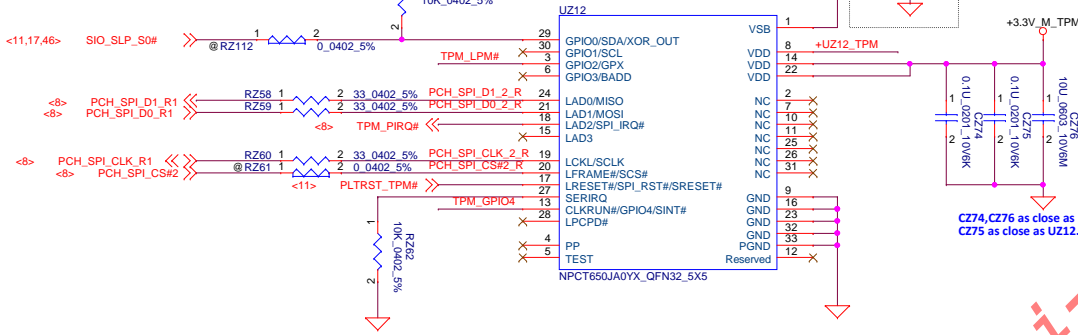 10K_0402_5%
UZ12
<11,17,46> SIO_SLP_S0# @RZ112 1 2 0_0402_5%
2
29 GPIO0/SDA/XOR_OUT
30 GPIO1/SCL
TPM_LPM# 3 GPIO2/GPX
6 GPIO3/BADD
<8> PCH_SPI_D1_R1 RZ58 1 2 33_0402_5% PCH_SPI_D1_2_R 24 LAD0/MISO
<8> PCH_SPI_D0_R1 RZ59 1 2 33_0402_5% PCH_SPI_D0_2_R 21 LAD1/MOSI
<8> TPM_PIRQ# 18 LAD2/SPI_IRQ#
15 LAD3
<8> PCH_SPI_CLK_R1 RZ60 1 2 33_0402_5% PCH_SPI_CLK_2_R 19 LCKL/SCLK
<8> PCH_SPI_CS#2 @RZ61 1 2 0_0402_5% PCH_SPI_CS#2_R 20 LFRAME#/SCS#
<11> PLTRST_TPM# 17 LRESET#/SPI_RST#/SRESET#
27 SERIRQ
TPM_GPIO4 13 CLKRUN#/GPIO4/SINT#
28 LPCPD#
4 PP
5 TEST
1 2
RZ62
10K_0402_5%
VSB 1
VDD 8 +UZ12_TPM
VDD 14
VDD 22
NC 2
NC 7
NC 10
NC 11
NC 25
NC 26
NC 31
GND 9
GND 16
GND 23
GND 32
PGND 33
Reserved 12
NPCT650JA0YX_QFN32_5X5
+3.3V_M_TPM
1 2
0.1U_0201_10V6K
CZ74
1 2
0.1U_0201_10V6K
CZ75
1 2
10U_0603_10V6M
CZ76
CZ74,CZ76 as close as
CZ75 as close as UZ12.